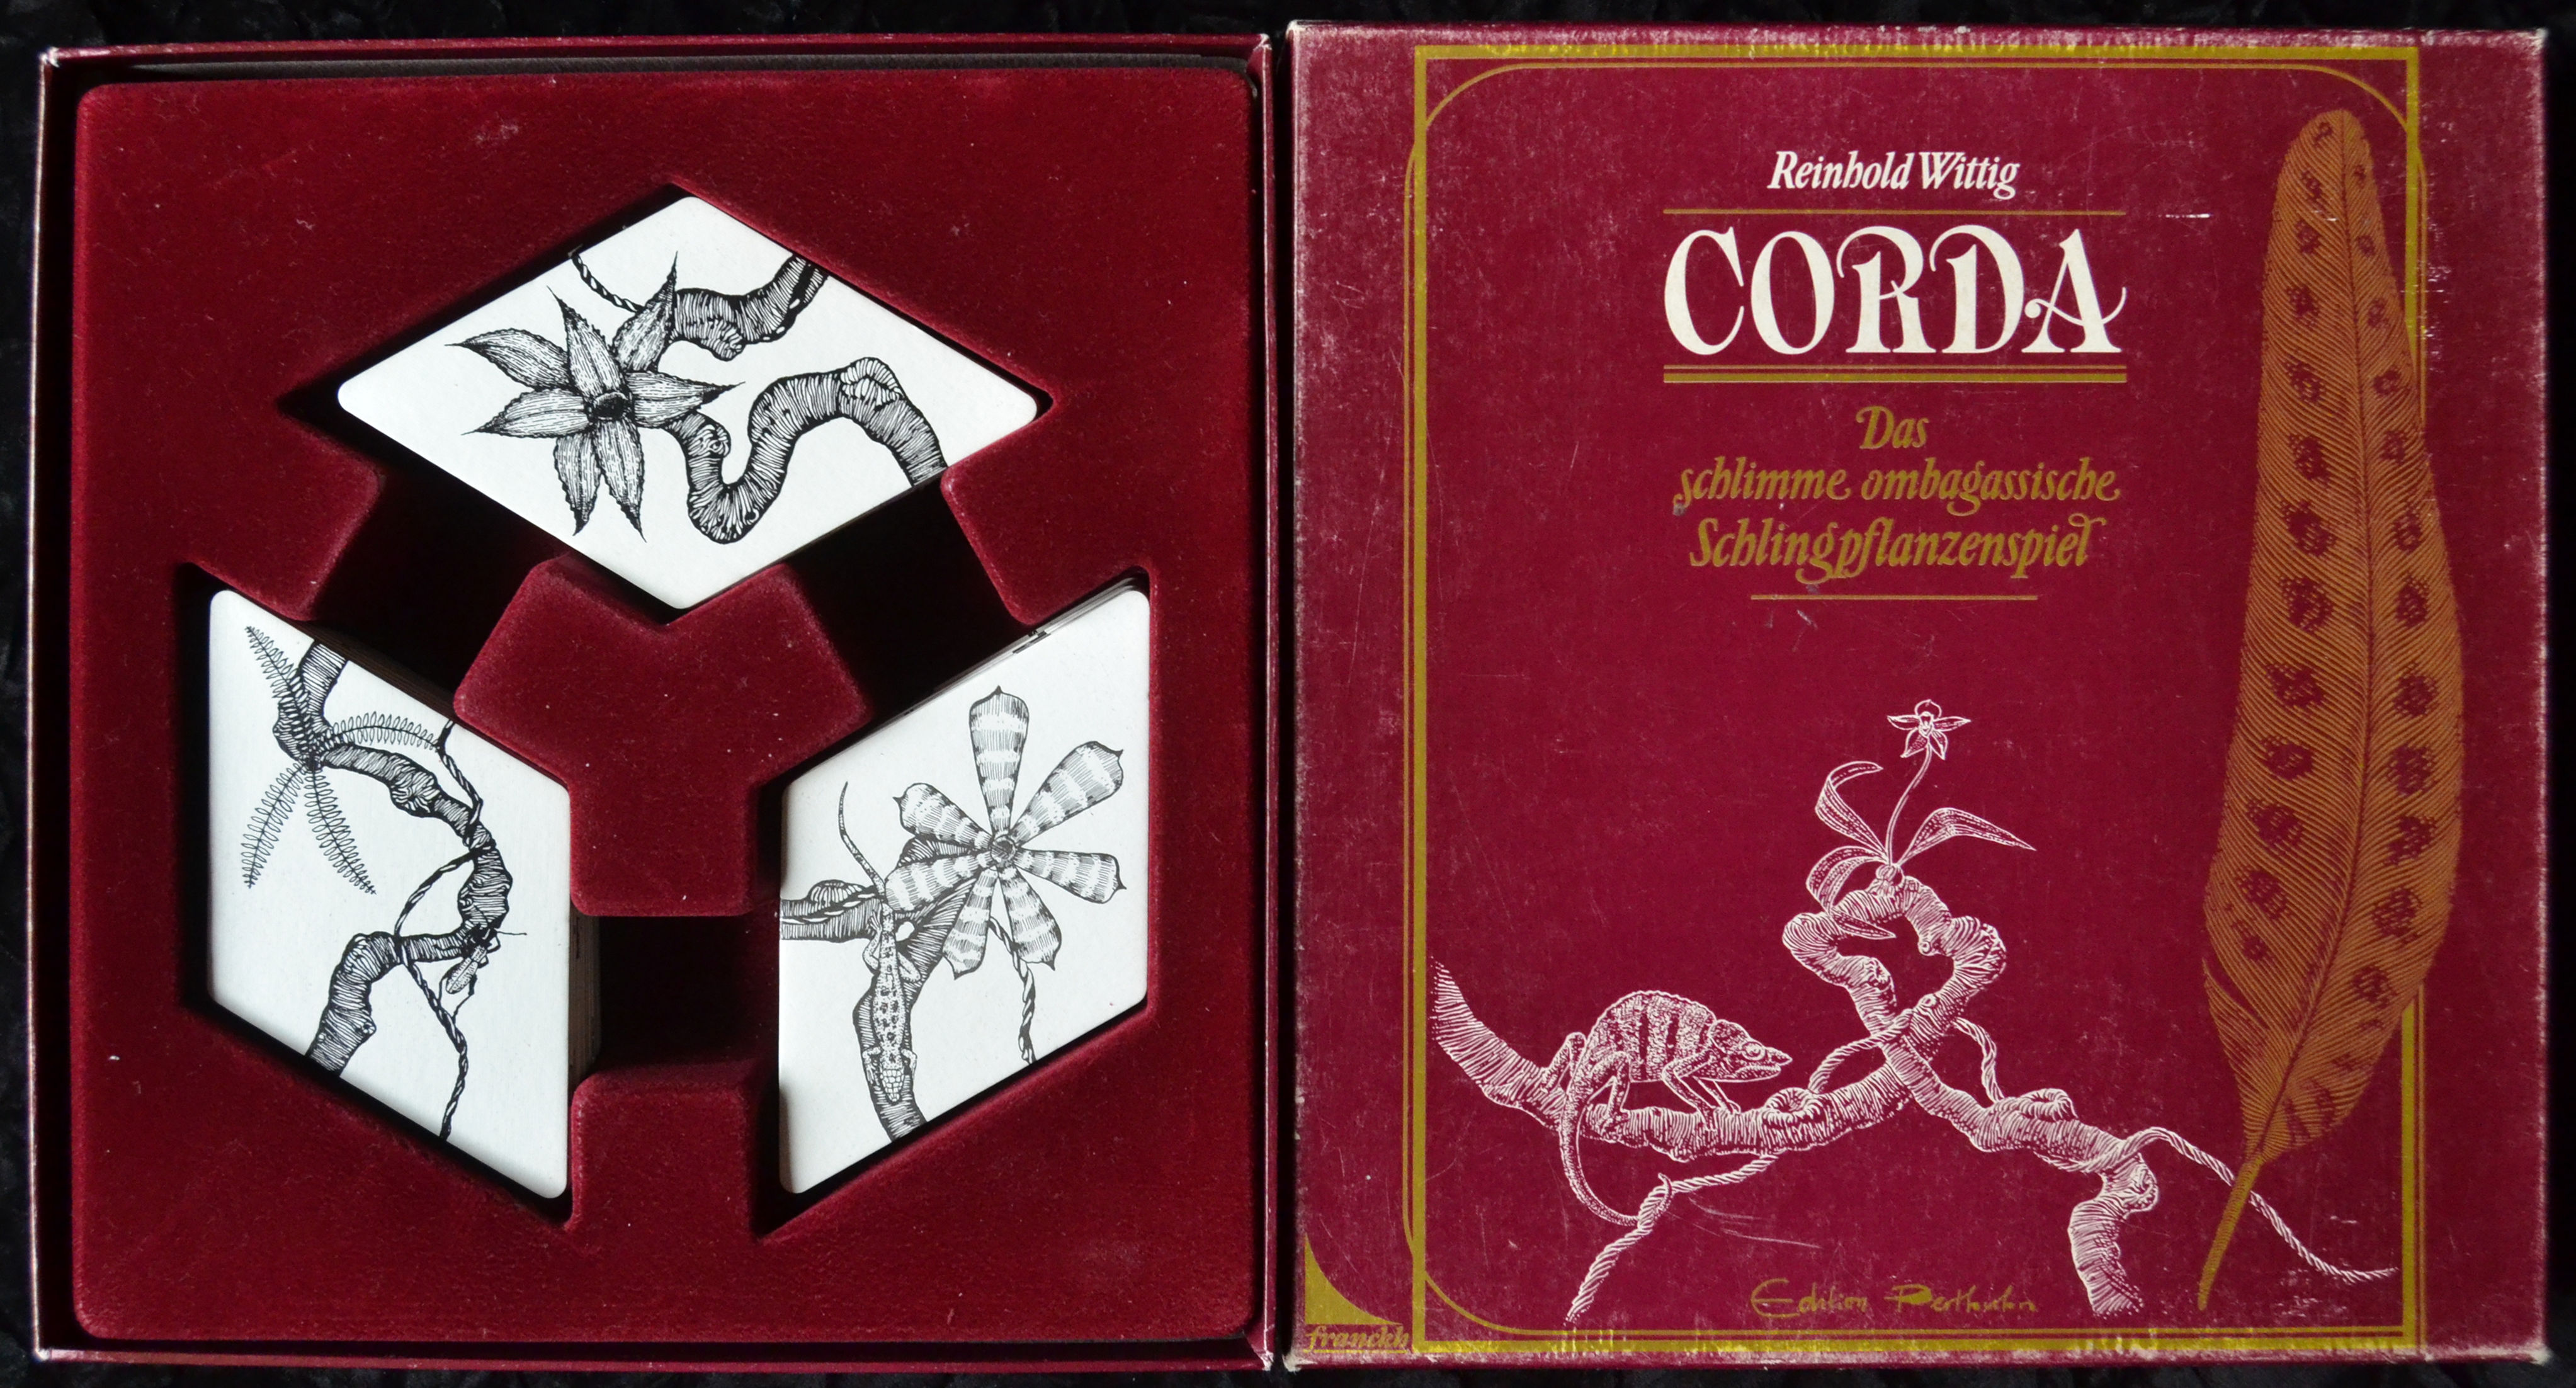 Reinhold Wittig
CORDA
Das
schlimme ombagassische
Schlingpflanzenspiel
Edition Perlhuhn
franckh